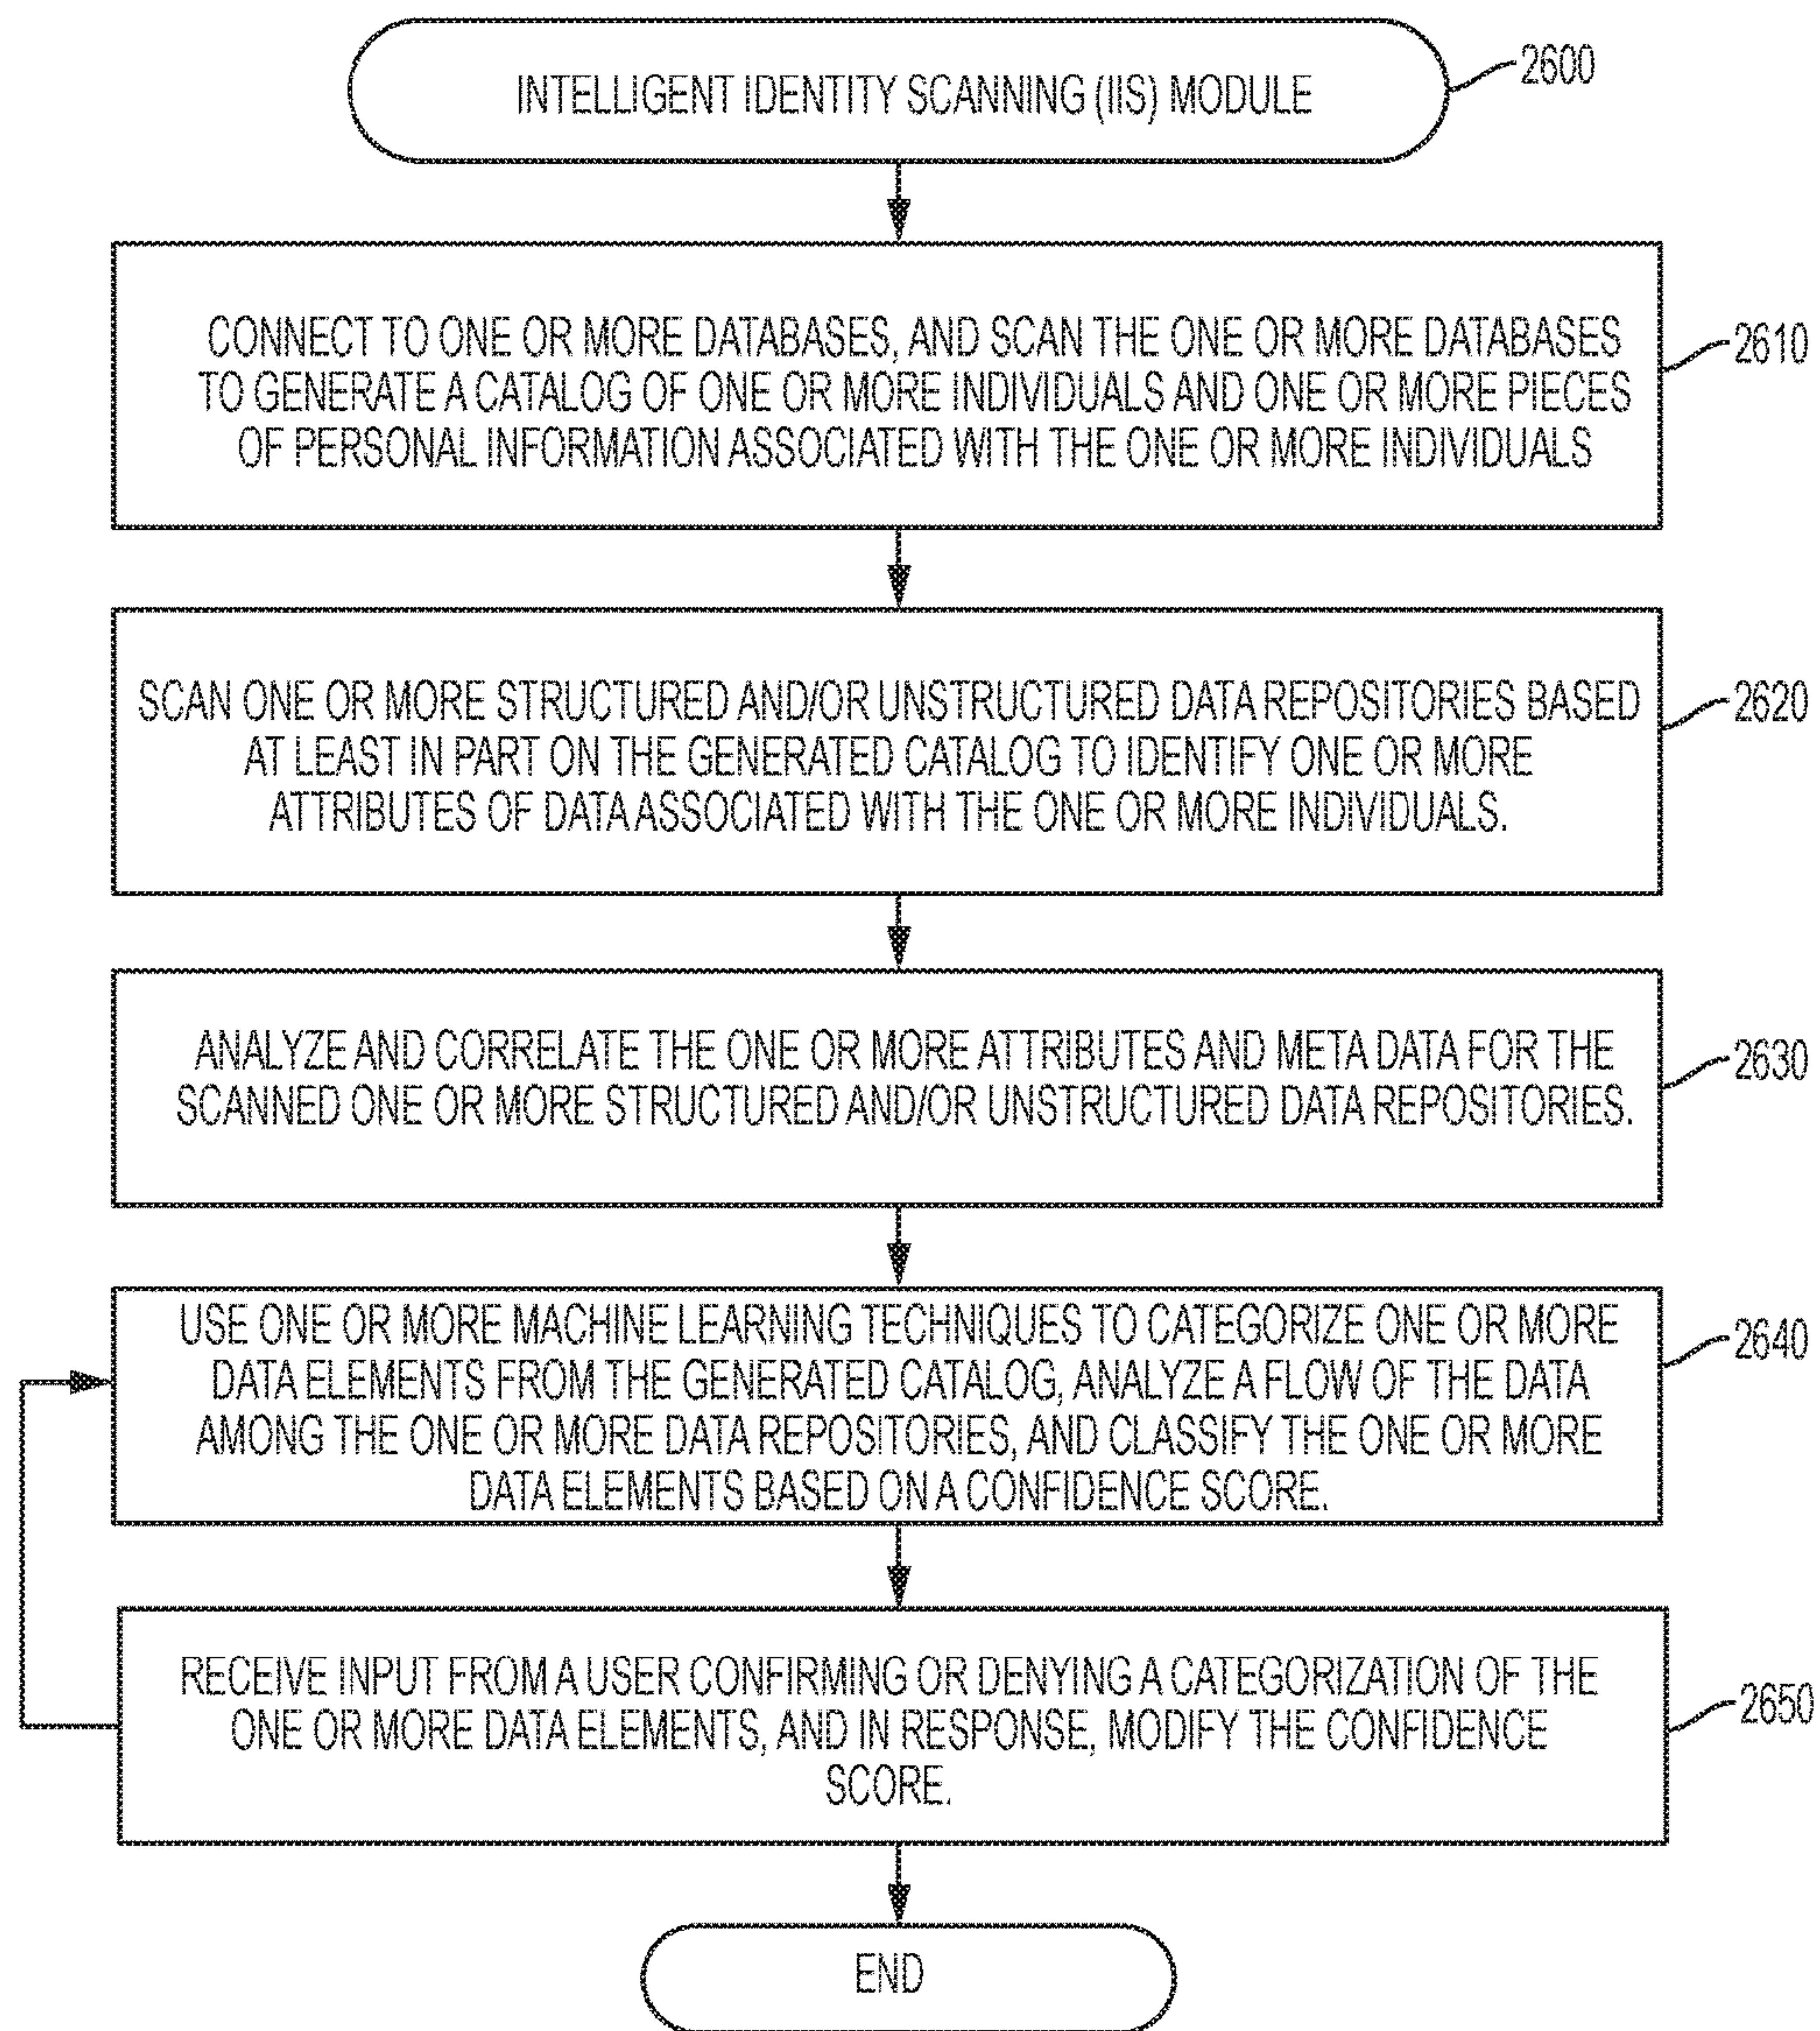 INTELLIGENT IDENTITY SCANNING (IIS) MODULE
2600
CONNECT TO ONE OR MORE DATABASES, AND SCAN THE ONE OR MORE DATABASES
TO GENERATE A CATALOG OF ONE OR MORE INDIVIDUALS AND ONE OR MORE PIECES
OF PERSONAL INFORMATION ASSOCIATED WITH THE ONE OR MORE INDIVIDUALS
2610
SCAN ONE OR MORE STRUCTURED AND/OR UNSTRUCTURED DATA REPOSITORIES BASED
AT LEAST IN PART ON THE GENERATED CATALOG TO IDENTIFY ONE OR MORE
ATTRIBUTES OF DATA ASSOCIATED WITH THE ONE OR MORE INDIVIDUALS.
2620
ANALYZE AND CORRELATE THE ONE OR MORE ATTRIBUTES AND META DATA FOR THE
SCANNED ONE OR MORE STRUCTURED AND/OR UNSTRUCTURED DATA REPOSITORIES.
2630
USE ONE OR MORE MACHINE LEARNING TECHNIQUES TO CATEGORIZE ONE OR MORE
DATA ELEMENTS FROM THE GENERATED CATALOG, ANALYZE A FLOW OF THE DATA
AMONG THE ONE OR MORE DATA REPOSITORIES, AND CLASSIFY THE ONE OR MORE
DATA ELEMENTS BASED ON A CONFIDENCE SCORE.
2640
RECEIVE INPUT FROM A USER CONFIRMING OR DENYING A CATEGORIZATION OF THE
ONE OR MORE DATA ELEMENTS, AND IN RESPONSE, MODIFY THE CONFIDENCE
SCORE.
2650
END